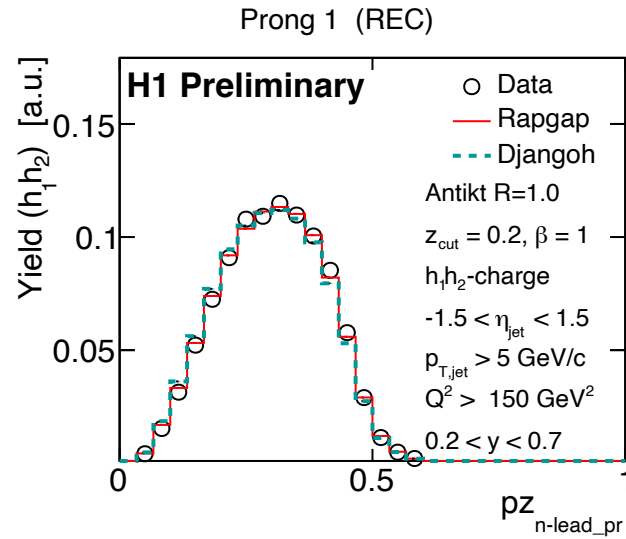 Prong 1 (REC)
H1 Preliminary
Data
Rapgap
Djangoh
Antikt R=1.0
z_cut = 0.2, β = 1
h₁h₂-charge
-1.5 < η_jet < 1.5
p_T,jet > 5 GeV/c
Q² > 150 GeV²
0.2 < y < 0.7
Yield (h₁h₂) [a.u.]
0.15
0.1
0.05
0
0.5
1
pz_n-lead_pr